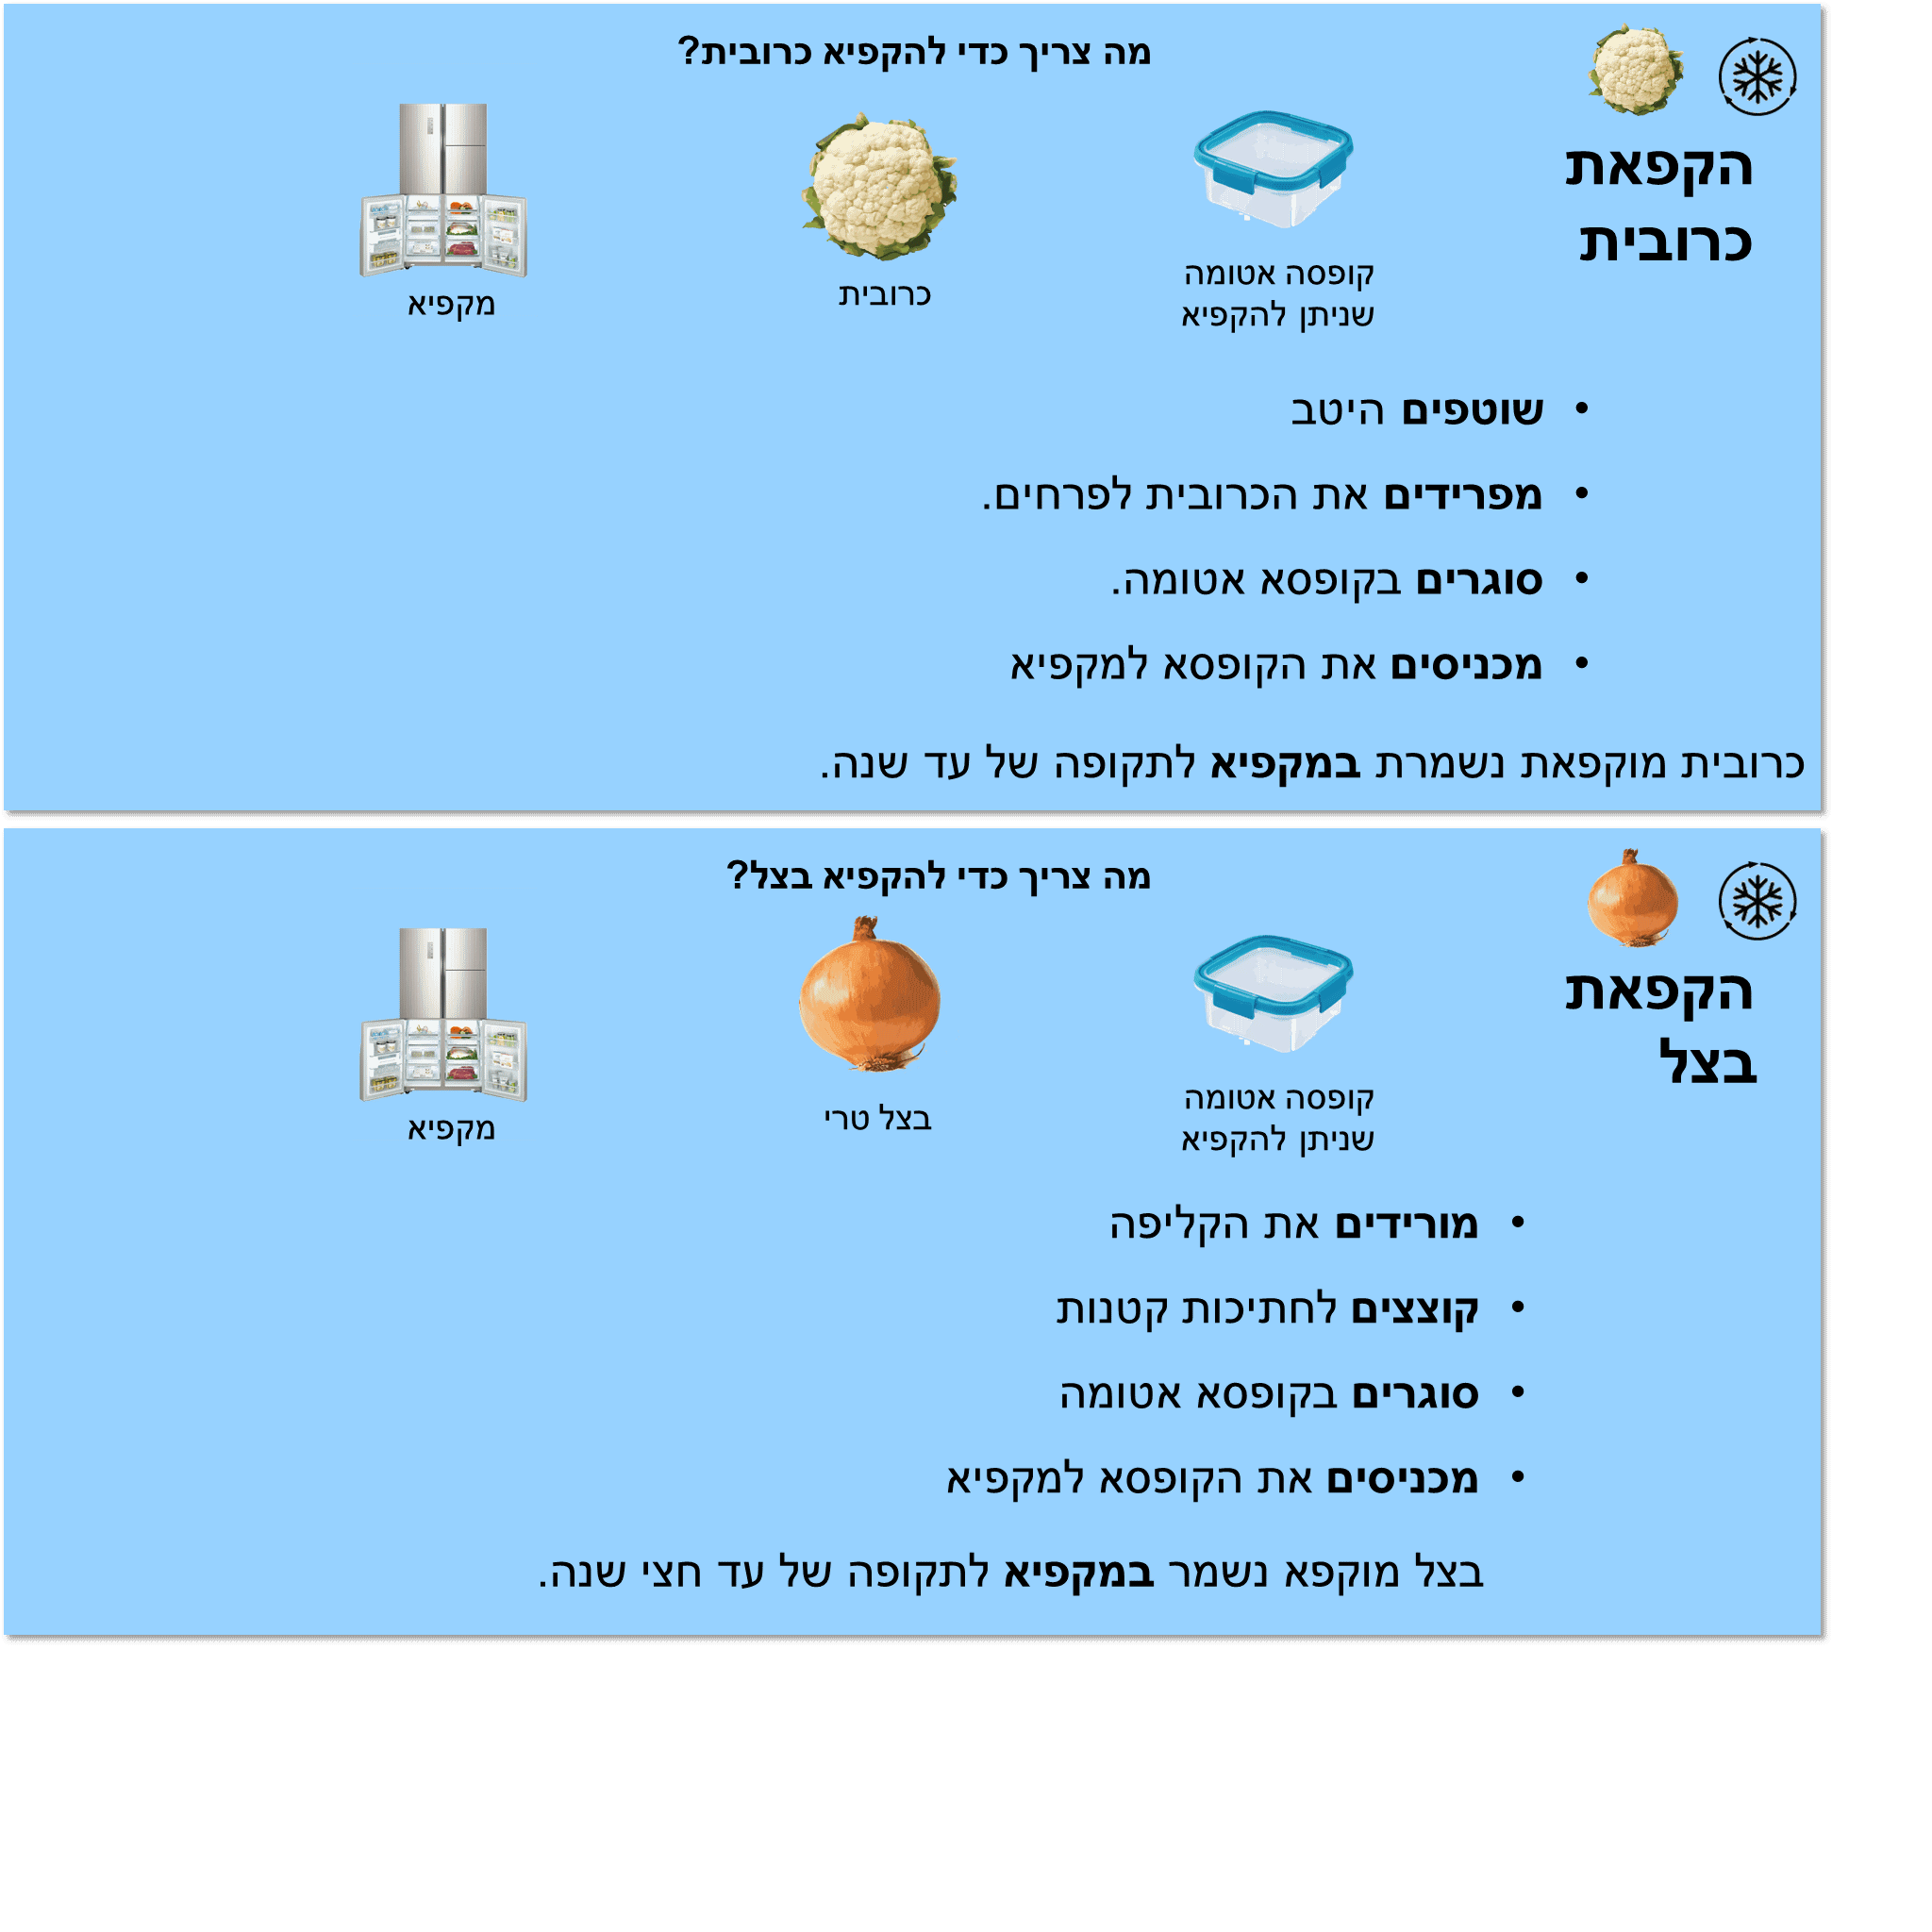 הקפאת
כרובית
מה צריך כדי להקפיא כרובית?
קופסה אטומה
שניתן להקפיא
כרובית
מקפיא
• שוטפים היטב
• מפרידים את הכרובית לפרחים.
• סוגרים בקופסא אטומה.
• מכניסים את הקופסא למקפיא
כרובית מוקפאת נשמרת במקפיא לתקופה של עד שנה.
הקפאת
בצל
מה צריך כדי להקפיא בצל?
קופסה אטומה
שניתן להקפיא
בצל טרי
מקפיא
• מורידים את הקליפה
• קוצצים לחתיכות קטנות
• סוגרים בקופסא אטומה
• מכניסים את הקופסא למקפיא
בצל מוקפא נשמר במקפיא לתקופה של עד חצי שנה.